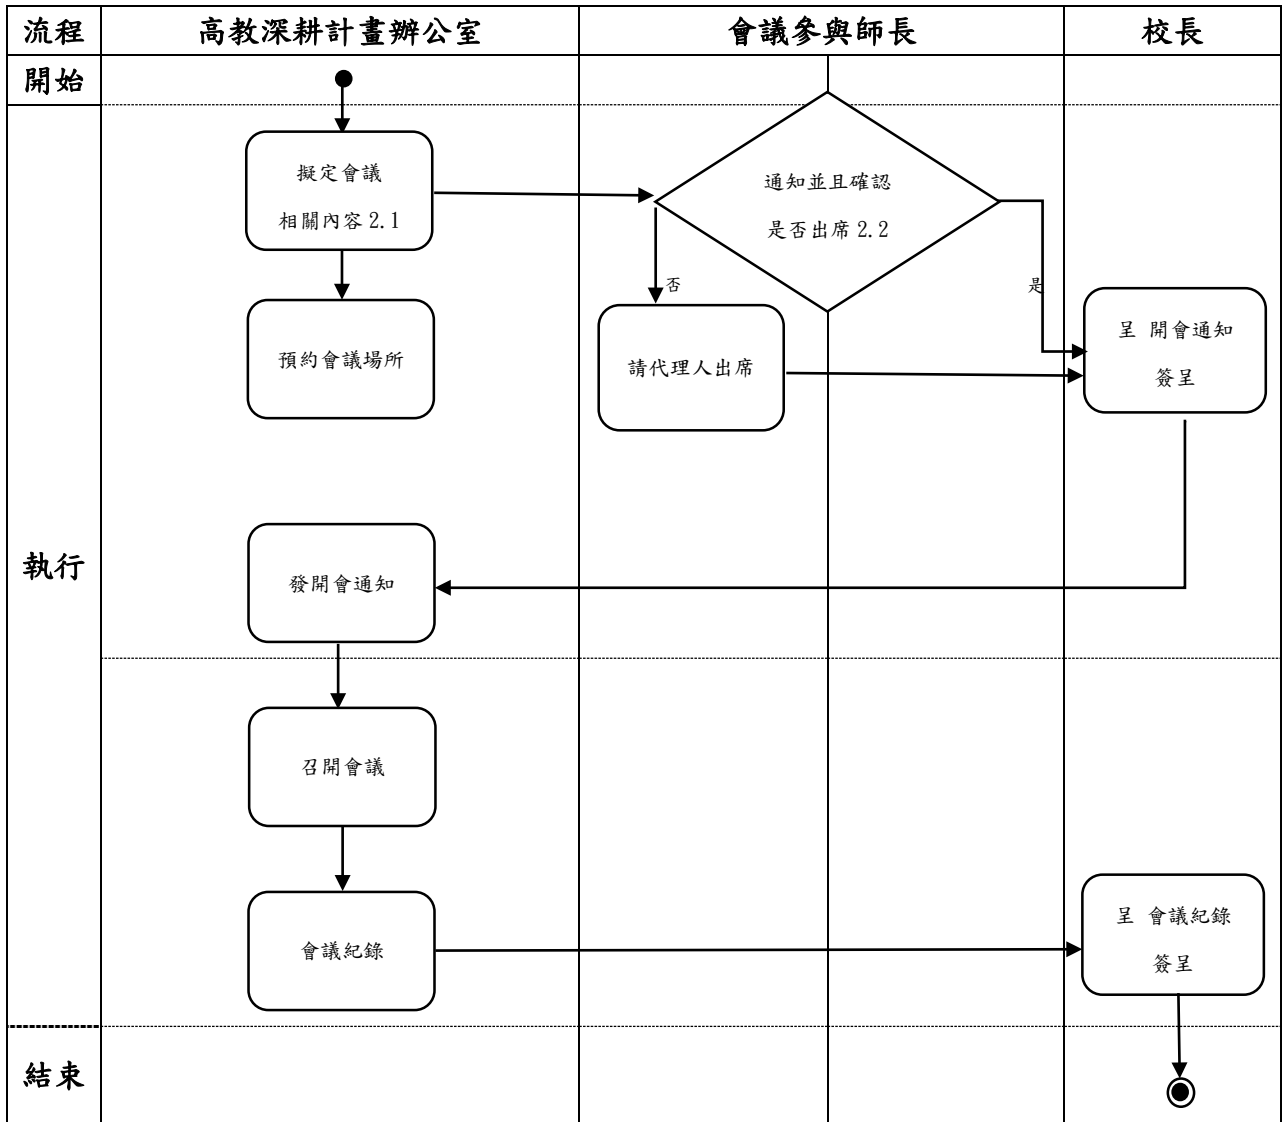 流程
高教深耕計畫辦公室
會議參與師長
校長
開始
擬定會議
相關內容 2.1
通知並且確認
是否出席 2.2
否
是
預約會議場所
請代理人出席
呈 開會通知
簽呈
執行
發開會通知
召開會議
會議紀錄
呈 會議紀錄
簽呈
結束